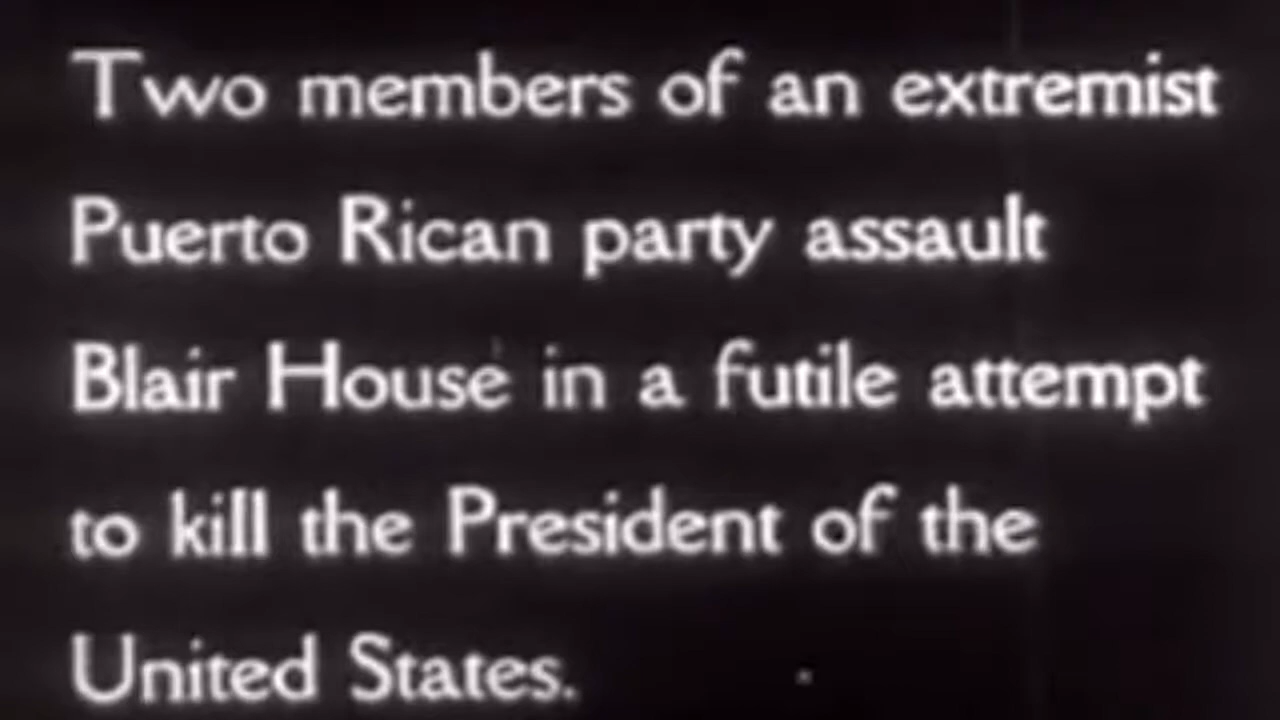 Two members of an extremist
Puerto Rican party assault
Blair House in a futile attempt
to kill the President of the
United States.